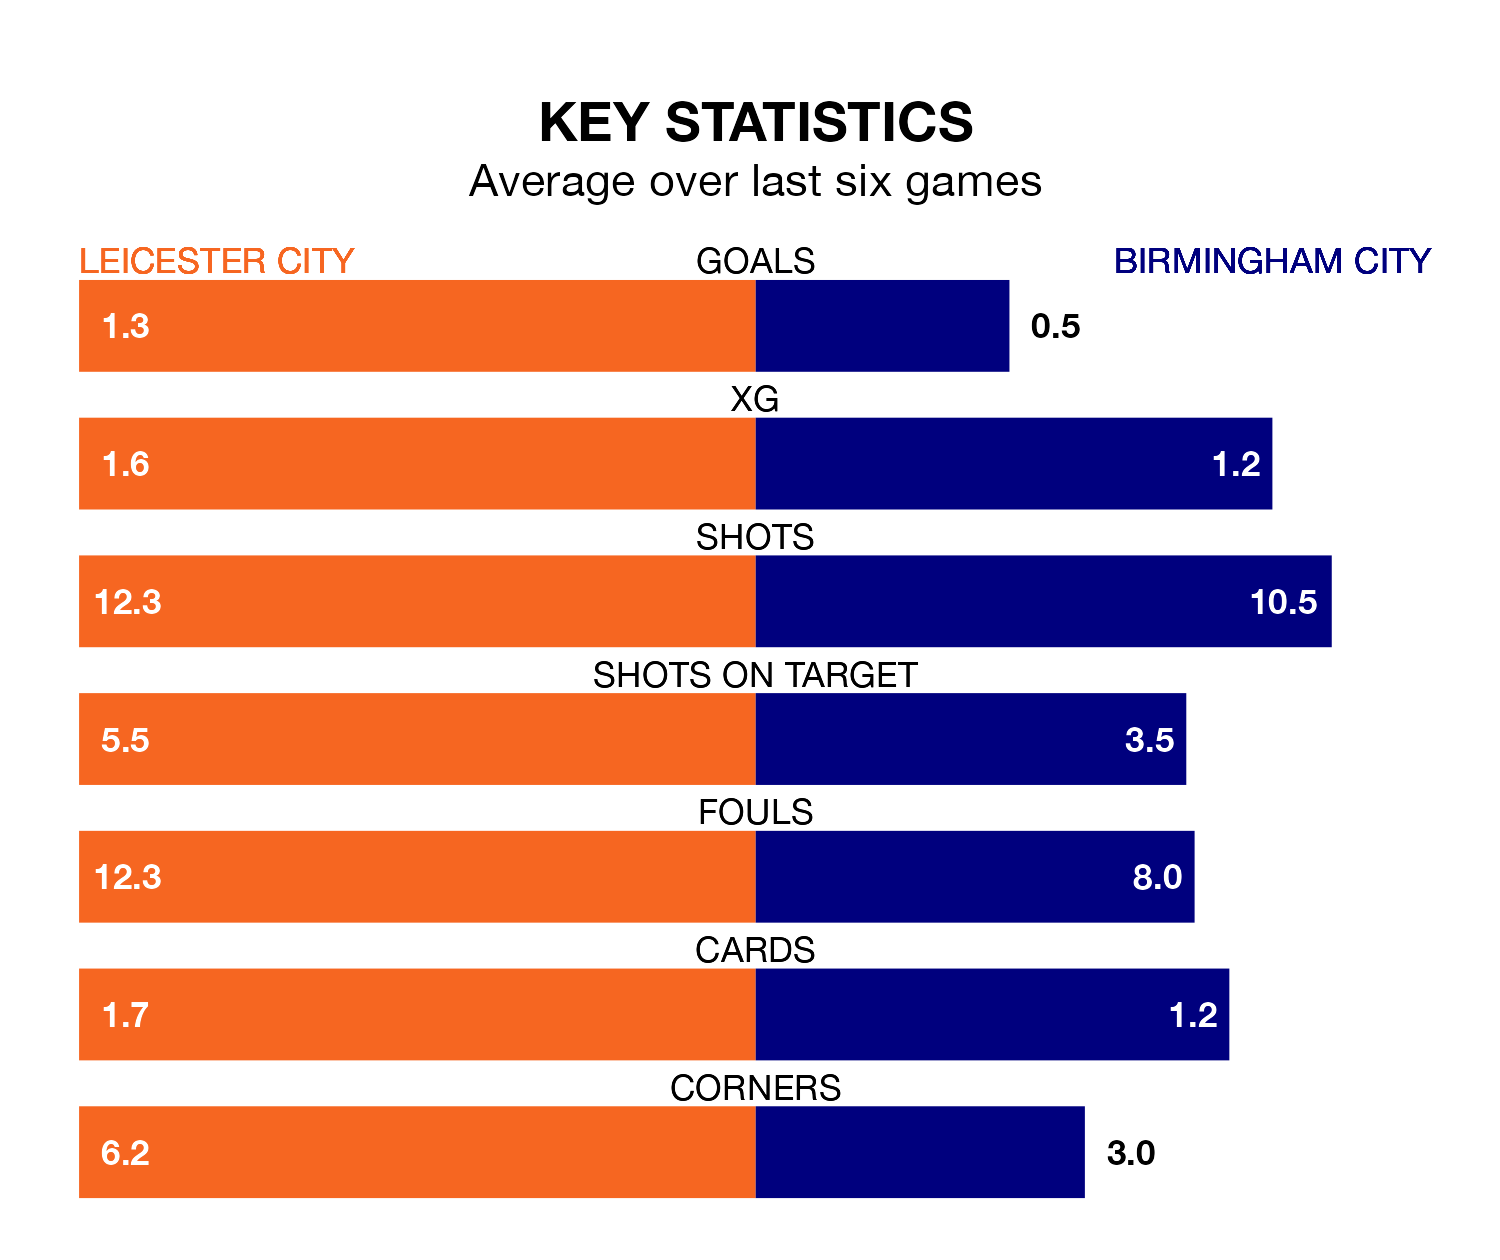 KEY STATISTICS
Average over last six games
LEICESTER CITY GOALS BIRMINGHAM CITY
1.3 0.5
XG
1.6 1.2
SHOTS
12.3 10.5
SHOTS ON TARGET
5.5 3.5
FOULS
12.3 8.0
CARDS
1.7 1.2
CORNERS
6.2 3.0